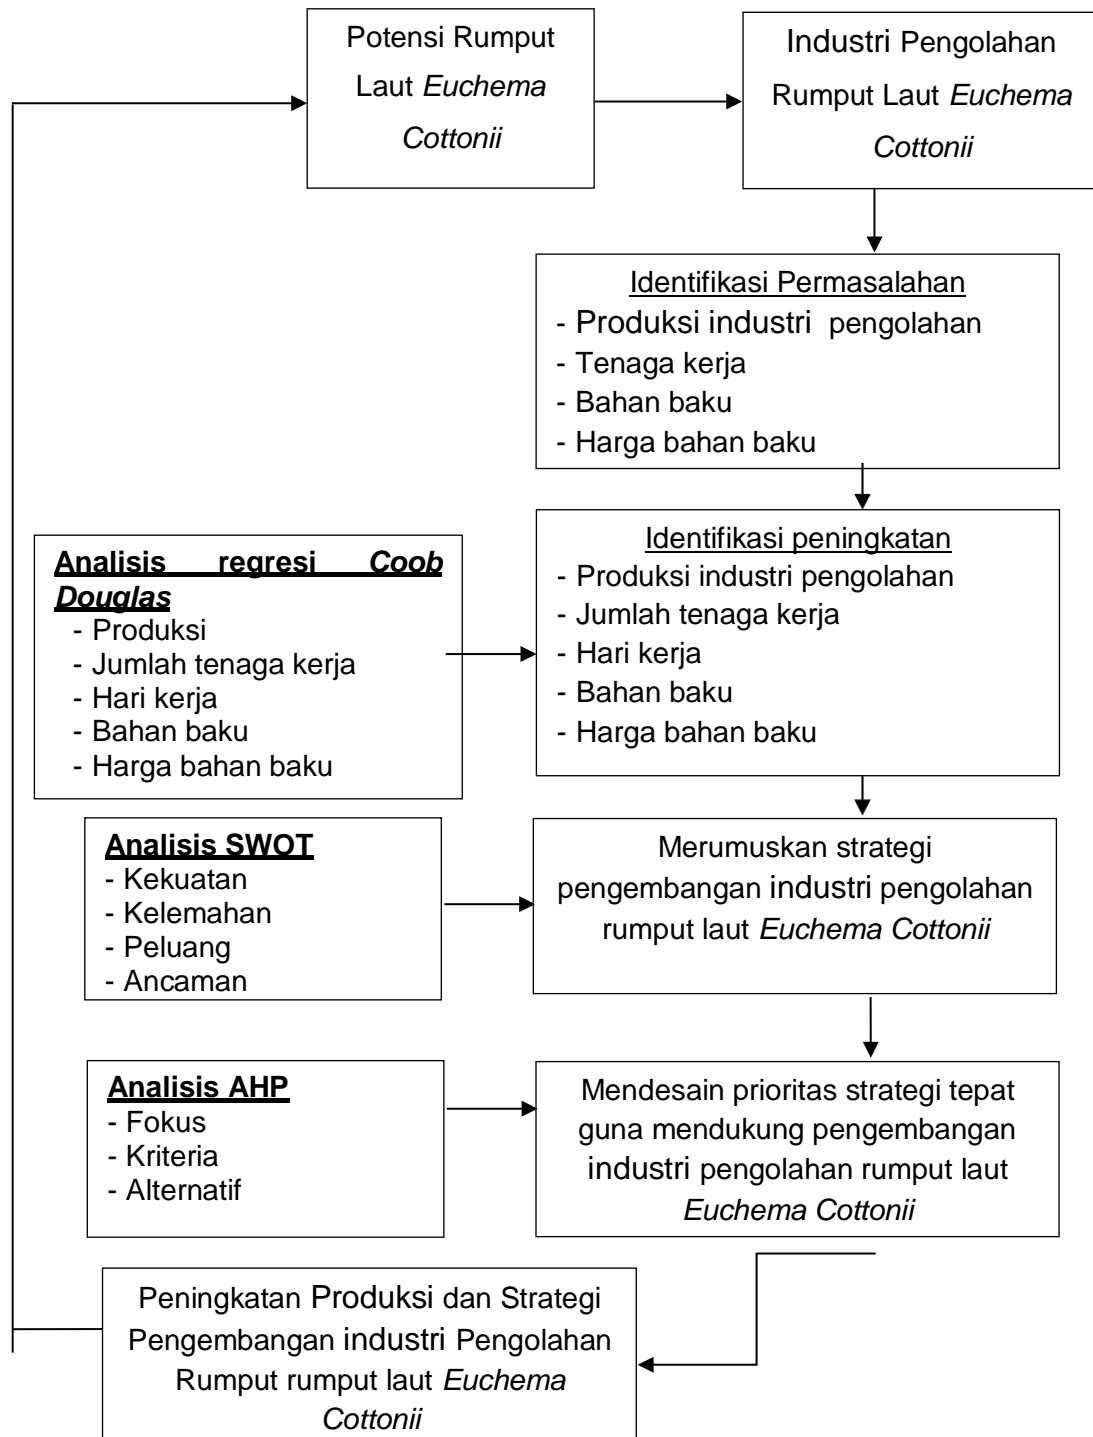 Potensi Rumput
Laut Euchema
Cottonii
Industri Pengolahan
Rumput Laut Euchema
Cottonii
Identifikasi Permasalahan
- Produksi industri pengolahan
- Tenaga kerja
- Bahan baku
- Harga bahan baku
Analisis regresi Coob
Douglas
- Produksi
- Jumlah tenaga kerja
- Hari kerja
- Bahan baku
- Harga bahan baku
Identifikasi peningkatan
- Produksi industri pengolahan
- Jumlah tenaga kerja
- Hari kerja
- Bahan baku
- Harga bahan baku
Analisis SWOT
- Kekuatan
- Kelemahan
- Peluang
- Ancaman
Merumuskan strategi
pengembangan industri pengolahan
rumput laut Euchema Cottonii
Analisis AHP
- Fokus
- Kriteria
- Alternatif
Mendesain prioritas strategi tepat
guna mendukung pengembangan
industri pengolahan rumput laut
Euchema Cottonii
Peningkatan Produksi dan Strategi
Pengembangan industri Pengolahan
Rumput rumput laut Euchema
Cottonii